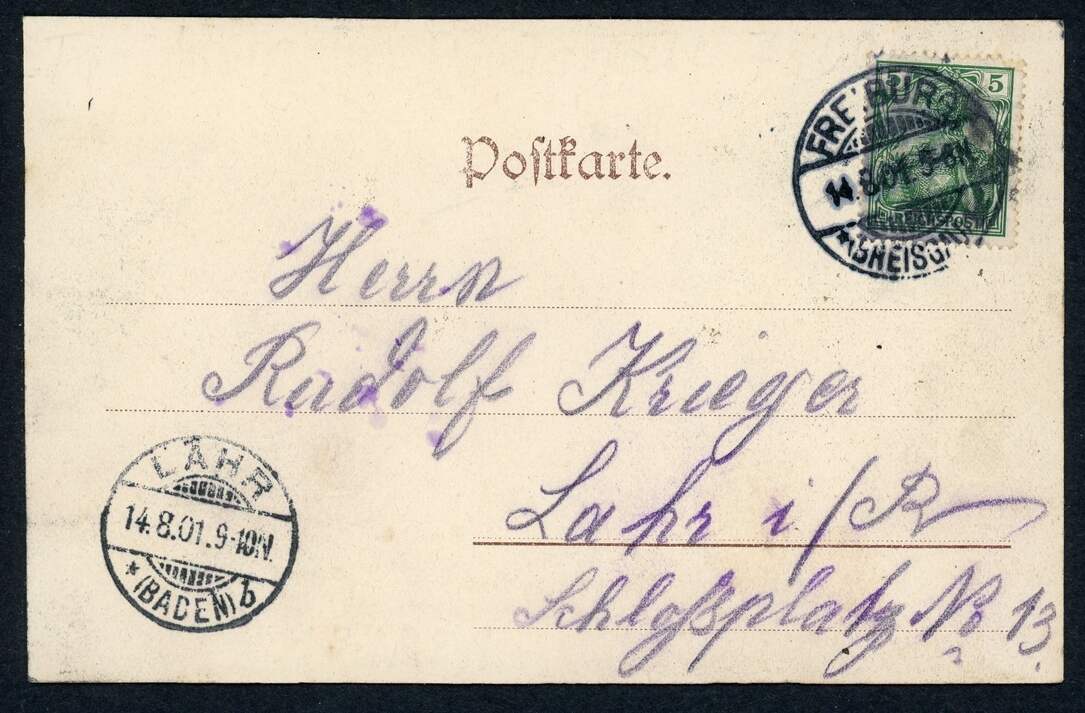 Postkarte.
5
FREIBURG
14.8.01.5-6N.
*(BREISGAU)
REICHSPOST
Herrn
Rudolf Krieger
Lahr i/B
Schloßplatz No 13.
LAHR
14.8.01.9-10N.
*(BADEN) b